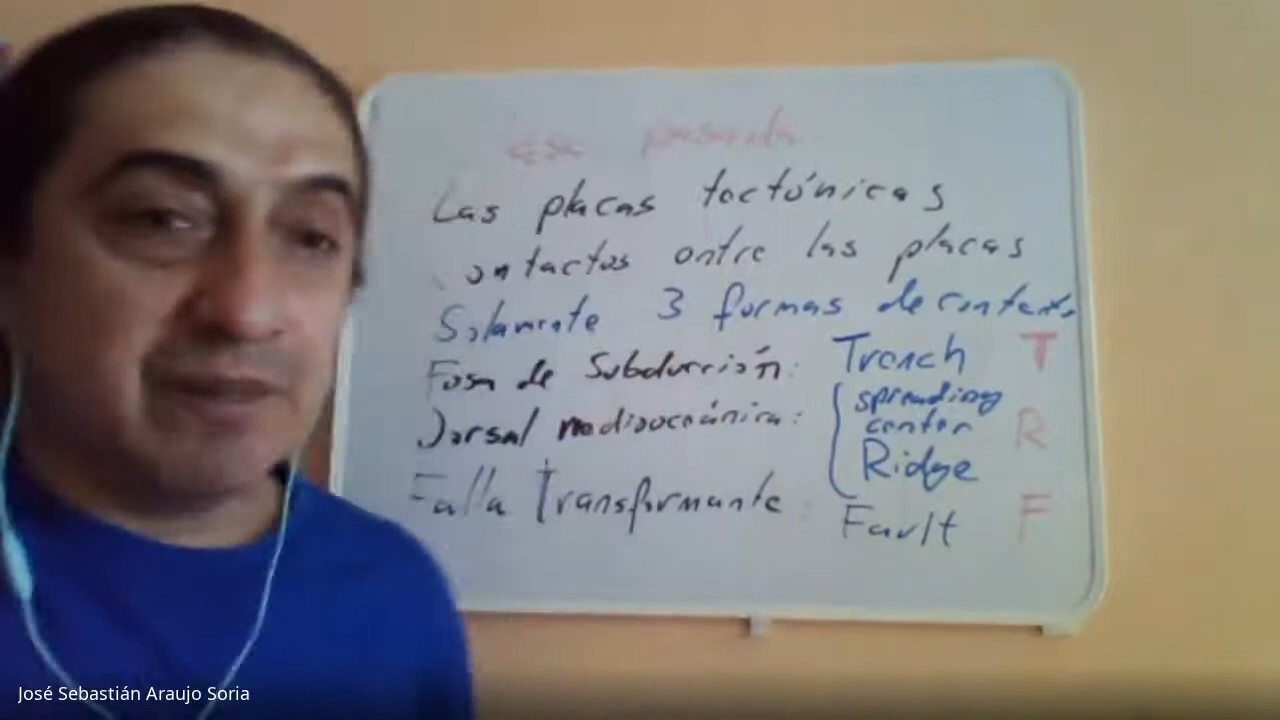 Las placas tectónicas
contactos entre las placas
Solamente 3 formas de contacto
Fosa de Subducción: Trench T
Dorsal mediooceánica: spreading center Ridge R
Falla Transformante: Fault F
José Sebastián Araujo Soria